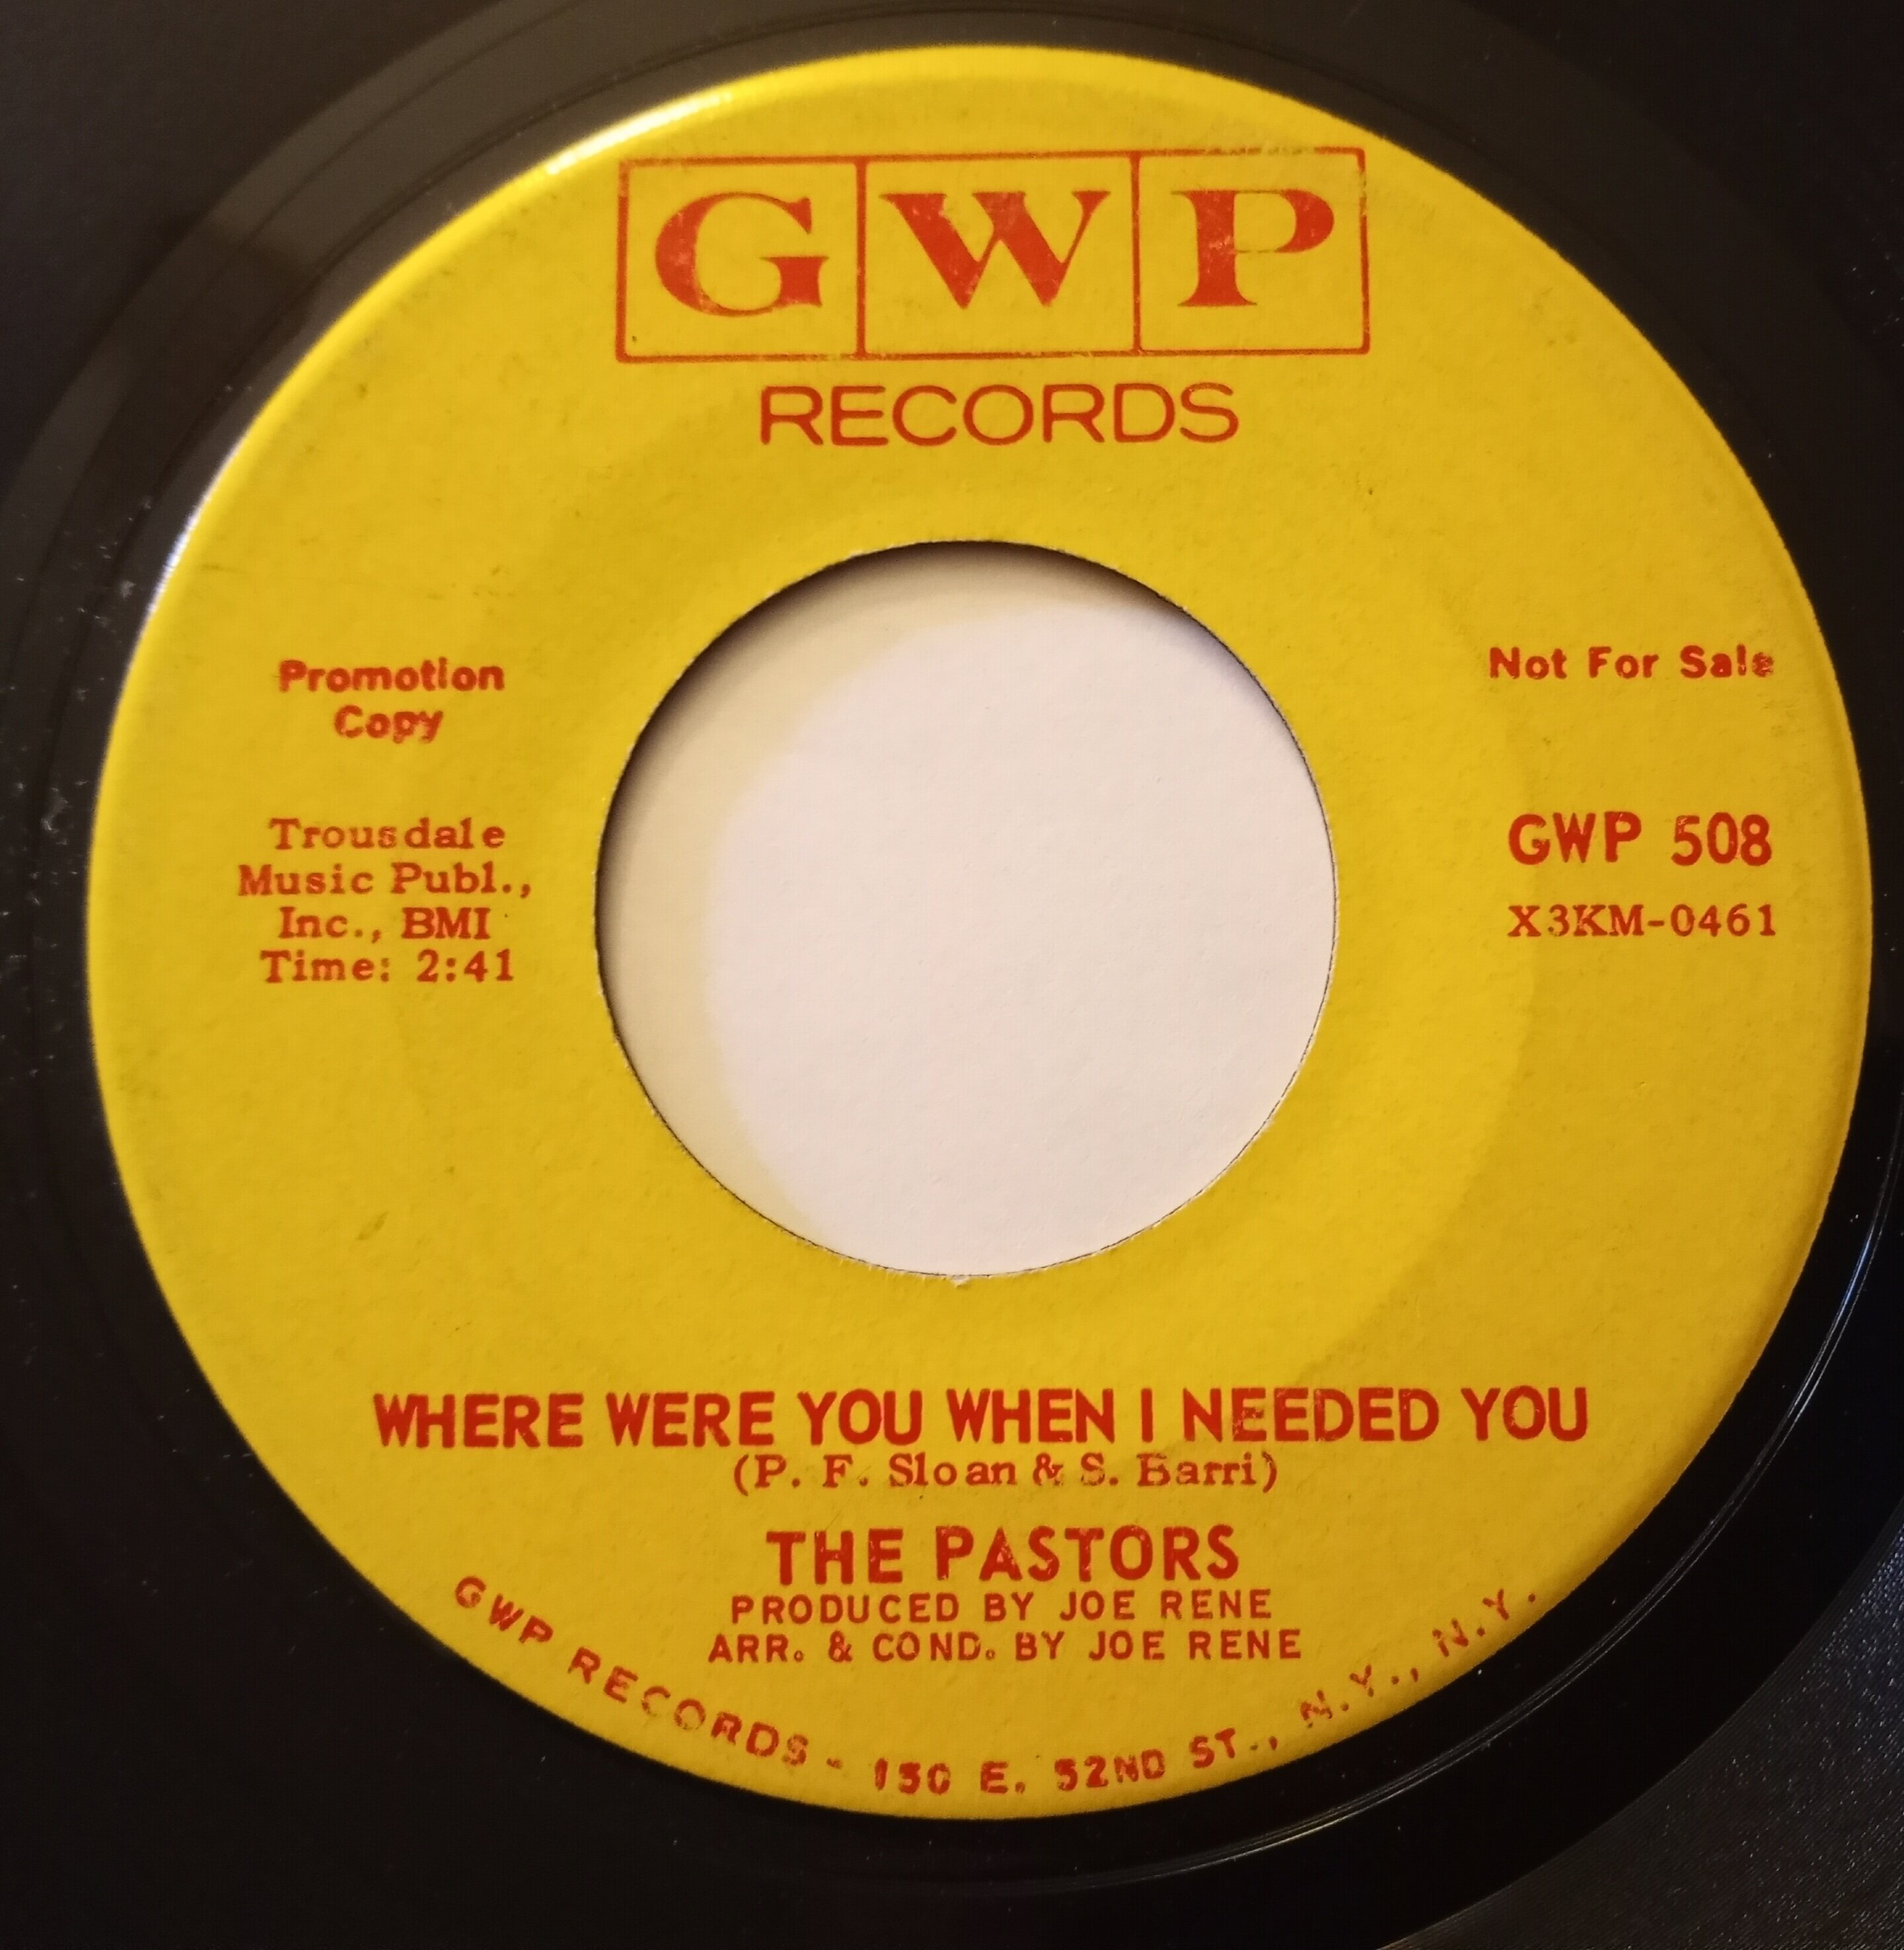 GWP
RECORDS
Promotion
Copy
Not For Sale
Trousdale
Music Publ.,
Inc., BMI
Time: 2:41
GWP 508
X3KM-0461
WHERE WERE YOU WHEN I NEEDED YOU
(P. F. Sloan & S. Barri)
THE PASTORS
PRODUCED BY JOE RENE
ARR. & COND. BY JOE RENE
GWP RECORDS - 150 E. 52ND ST., N.Y., N.Y.